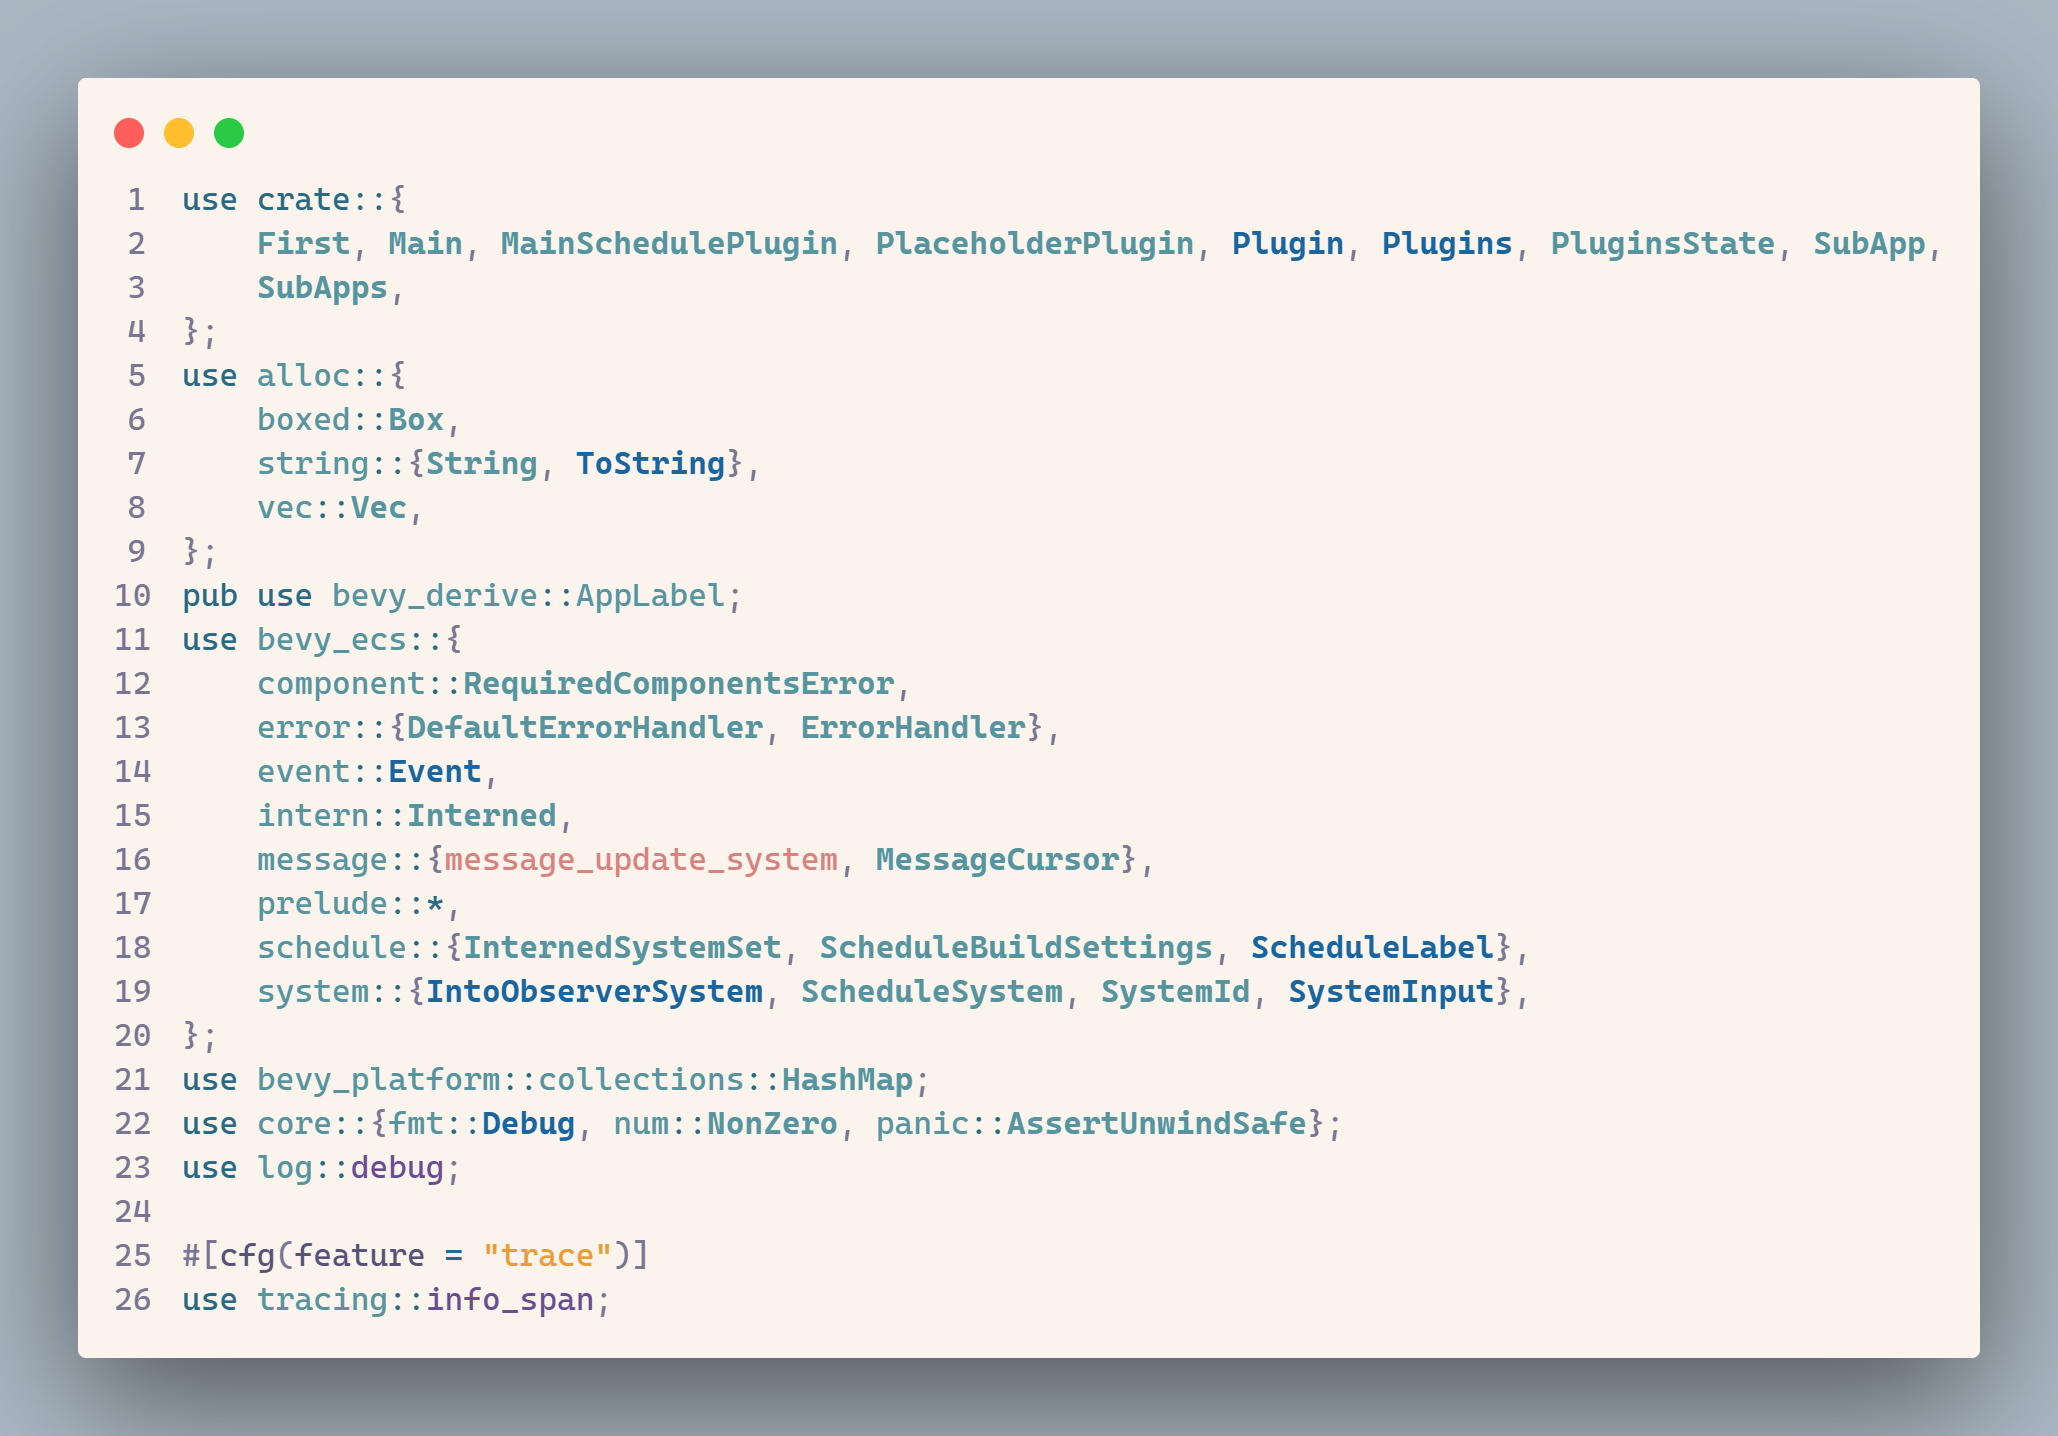 1 use crate::{
2     First, Main, MainSchedulePlugin, PlaceholderPlugin, Plugin, Plugins, PluginsState, SubApp,
3     SubApps,
4 };
5 use alloc::{
6     boxed::Box,
7     string::{String, ToString},
8     vec::Vec,
9 };
10 pub use bevy_derive::AppLabel;
11 use bevy_ecs::{
12     component::RequiredComponentsError,
13     error::{DefaultErrorHandler, ErrorHandler},
14     event::Event,
15     intern::Interned,
16     message::{message_update_system, MessageCursor},
17     prelude::*,
18     schedule::{InternedSystemSet, ScheduleBuildSettings, ScheduleLabel},
19     system::{IntoObserverSystem, ScheduleSystem, SystemId, SystemInput},
20 };
21 use bevy_platform::collections::HashMap;
22 use core::{fmt::Debug, num::NonZero, panic::AssertUnwindSafe};
23 use log::debug;
24
25 #[cfg(feature = "trace")]
26 use tracing::info_span;